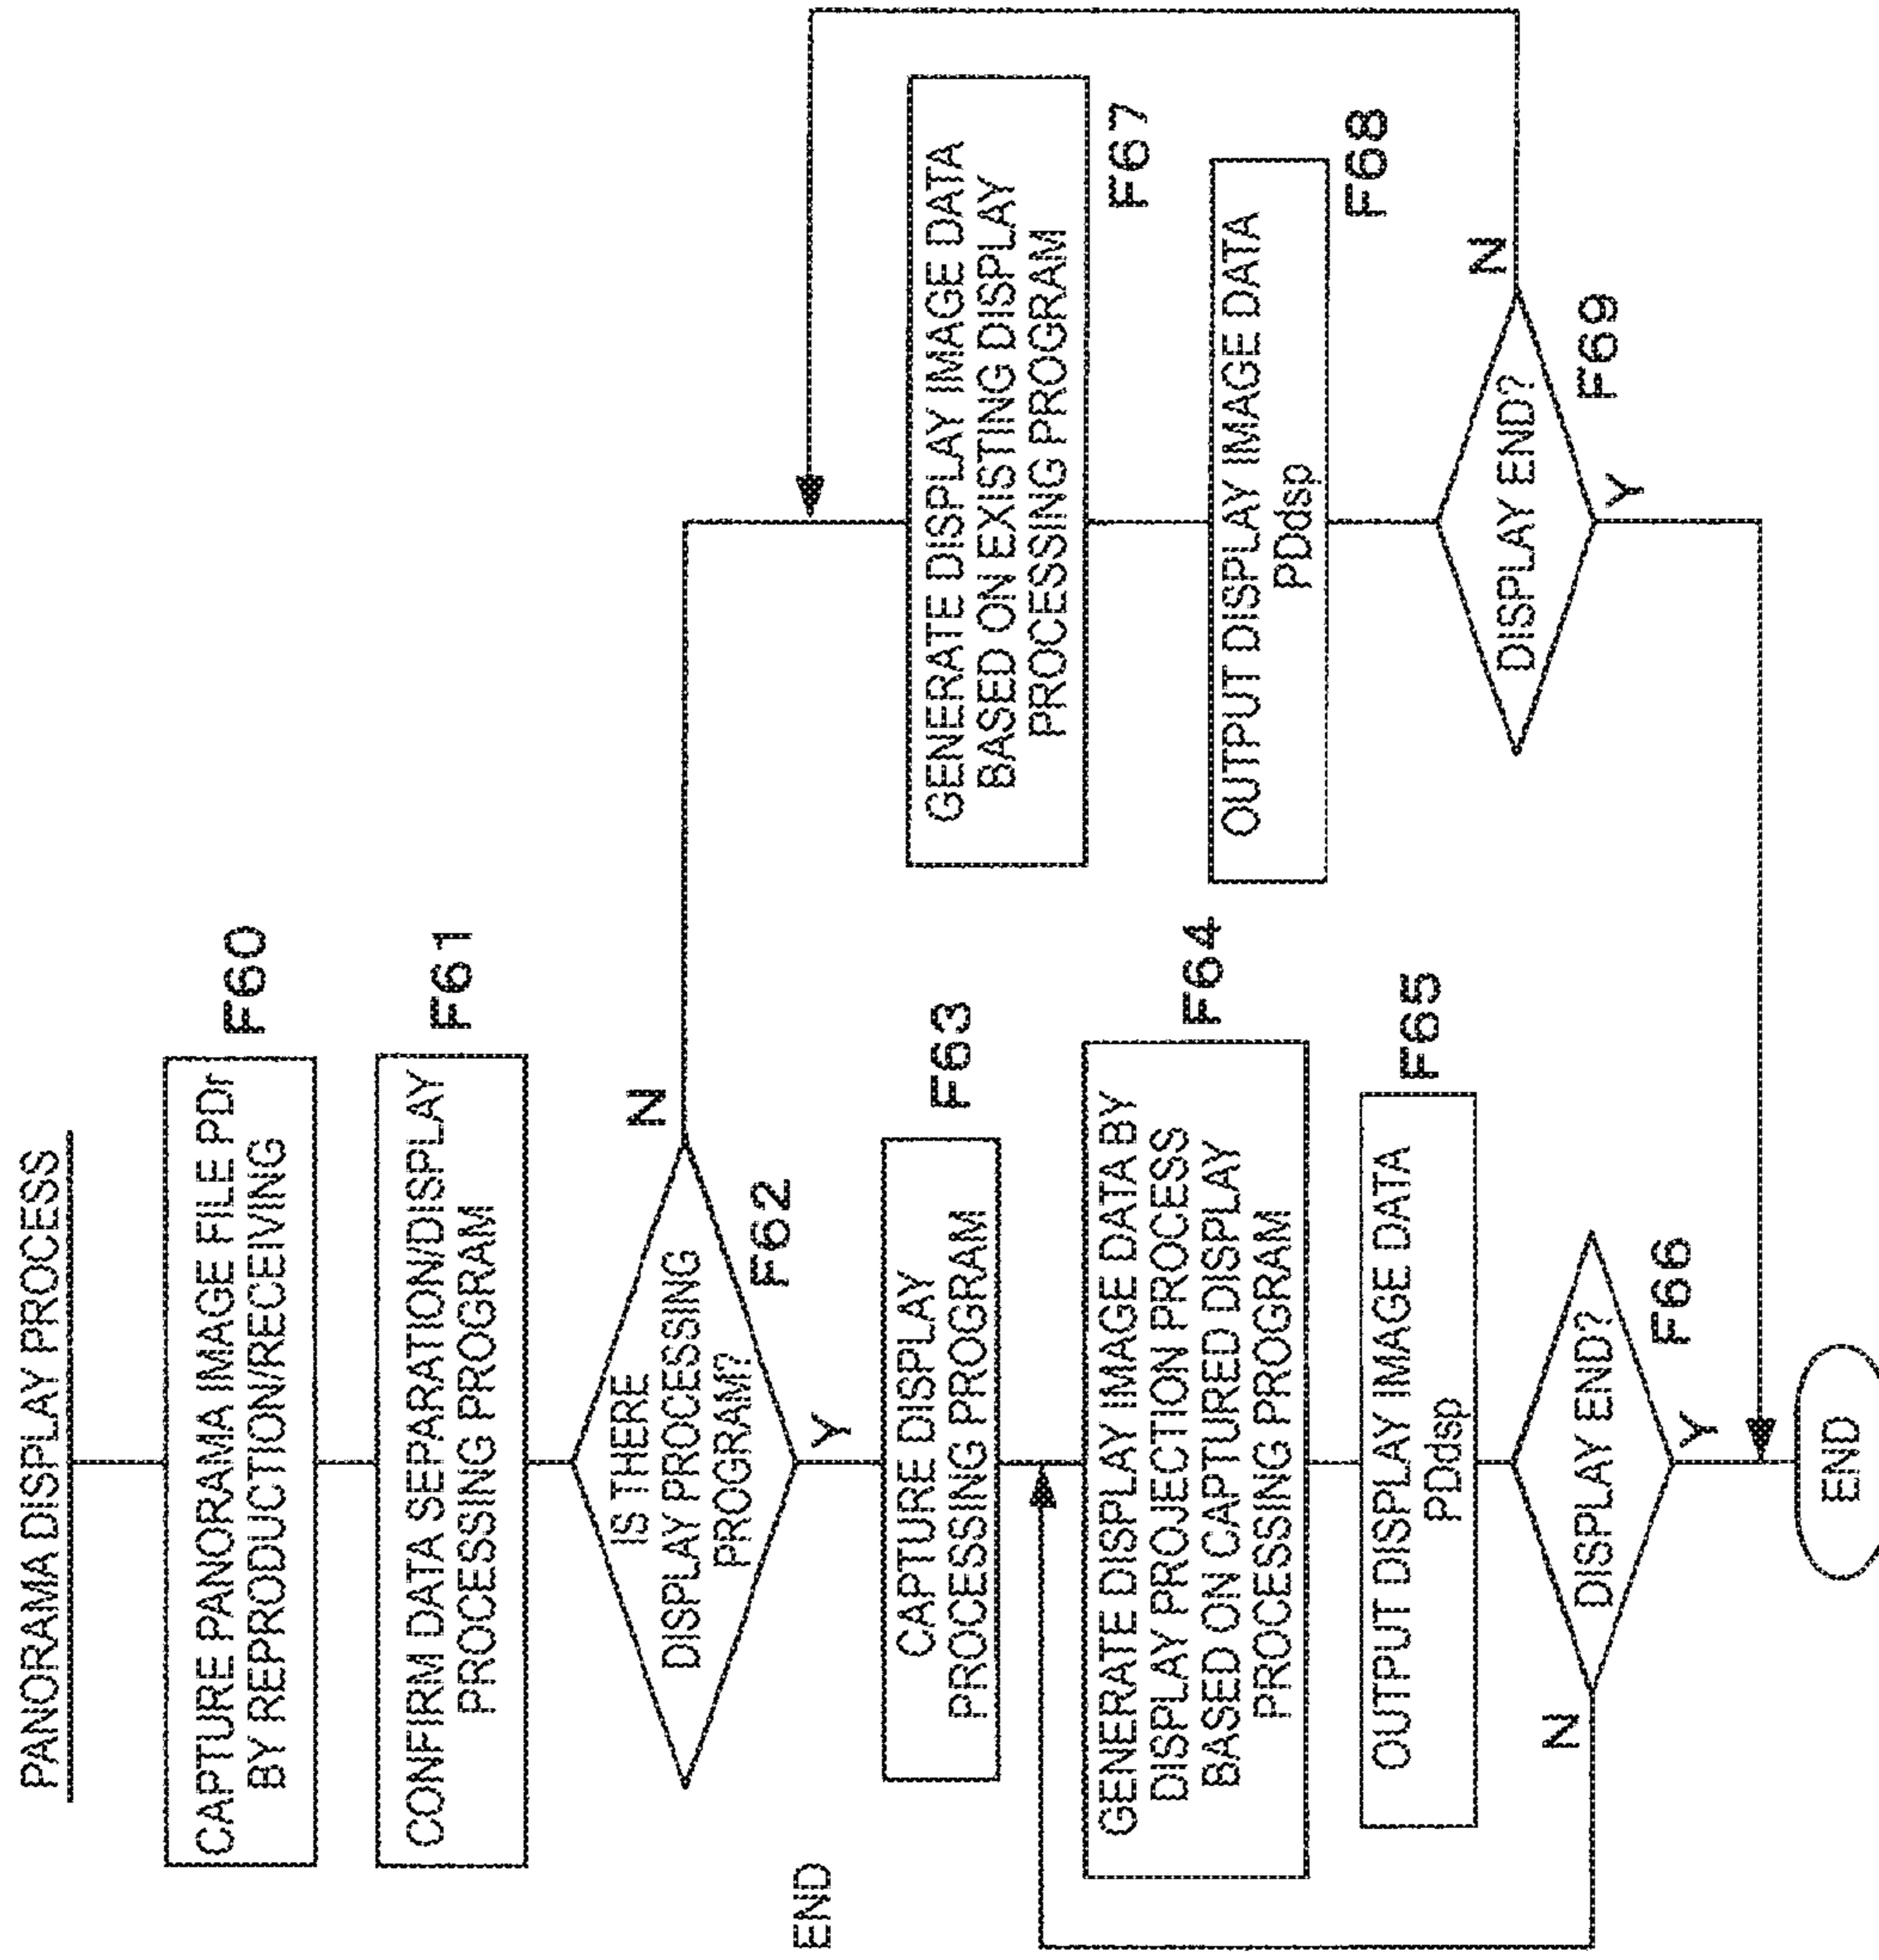 PANORAMA DISPLAY PROCESS
CAPTURE PANORAMA IMAGE FILE PDr
BY REPRODUCTION/RECEIVING
F60
CONFIRM DATA SEPARATION/DISPLAY
PROCESSING PROGRAM
F61
IS THERE
DISPLAY PROCESSING
PROGRAM?
F62
N
Y
END
CAPTURE DISPLAY
PROCESSING PROGRAM
F63
GENERATE DISPLAY IMAGE DATA BY
DISPLAY PROJECTION PROCESS
BASED ON CAPTURED DISPLAY
PROCESSING PROGRAM
F64
OUTPUT DISPLAY IMAGE DATA
PDdsp
F65
DISPLAY END?
F66
N
Y
GENERATE DISPLAY IMAGE DATA
BASED ON EXISTING DISPLAY
PROCESSING PROGRAM
F67
OUTPUT DISPLAY IMAGE DATA
PDdsp
F68
DISPLAY END?
F69
N
Y
END